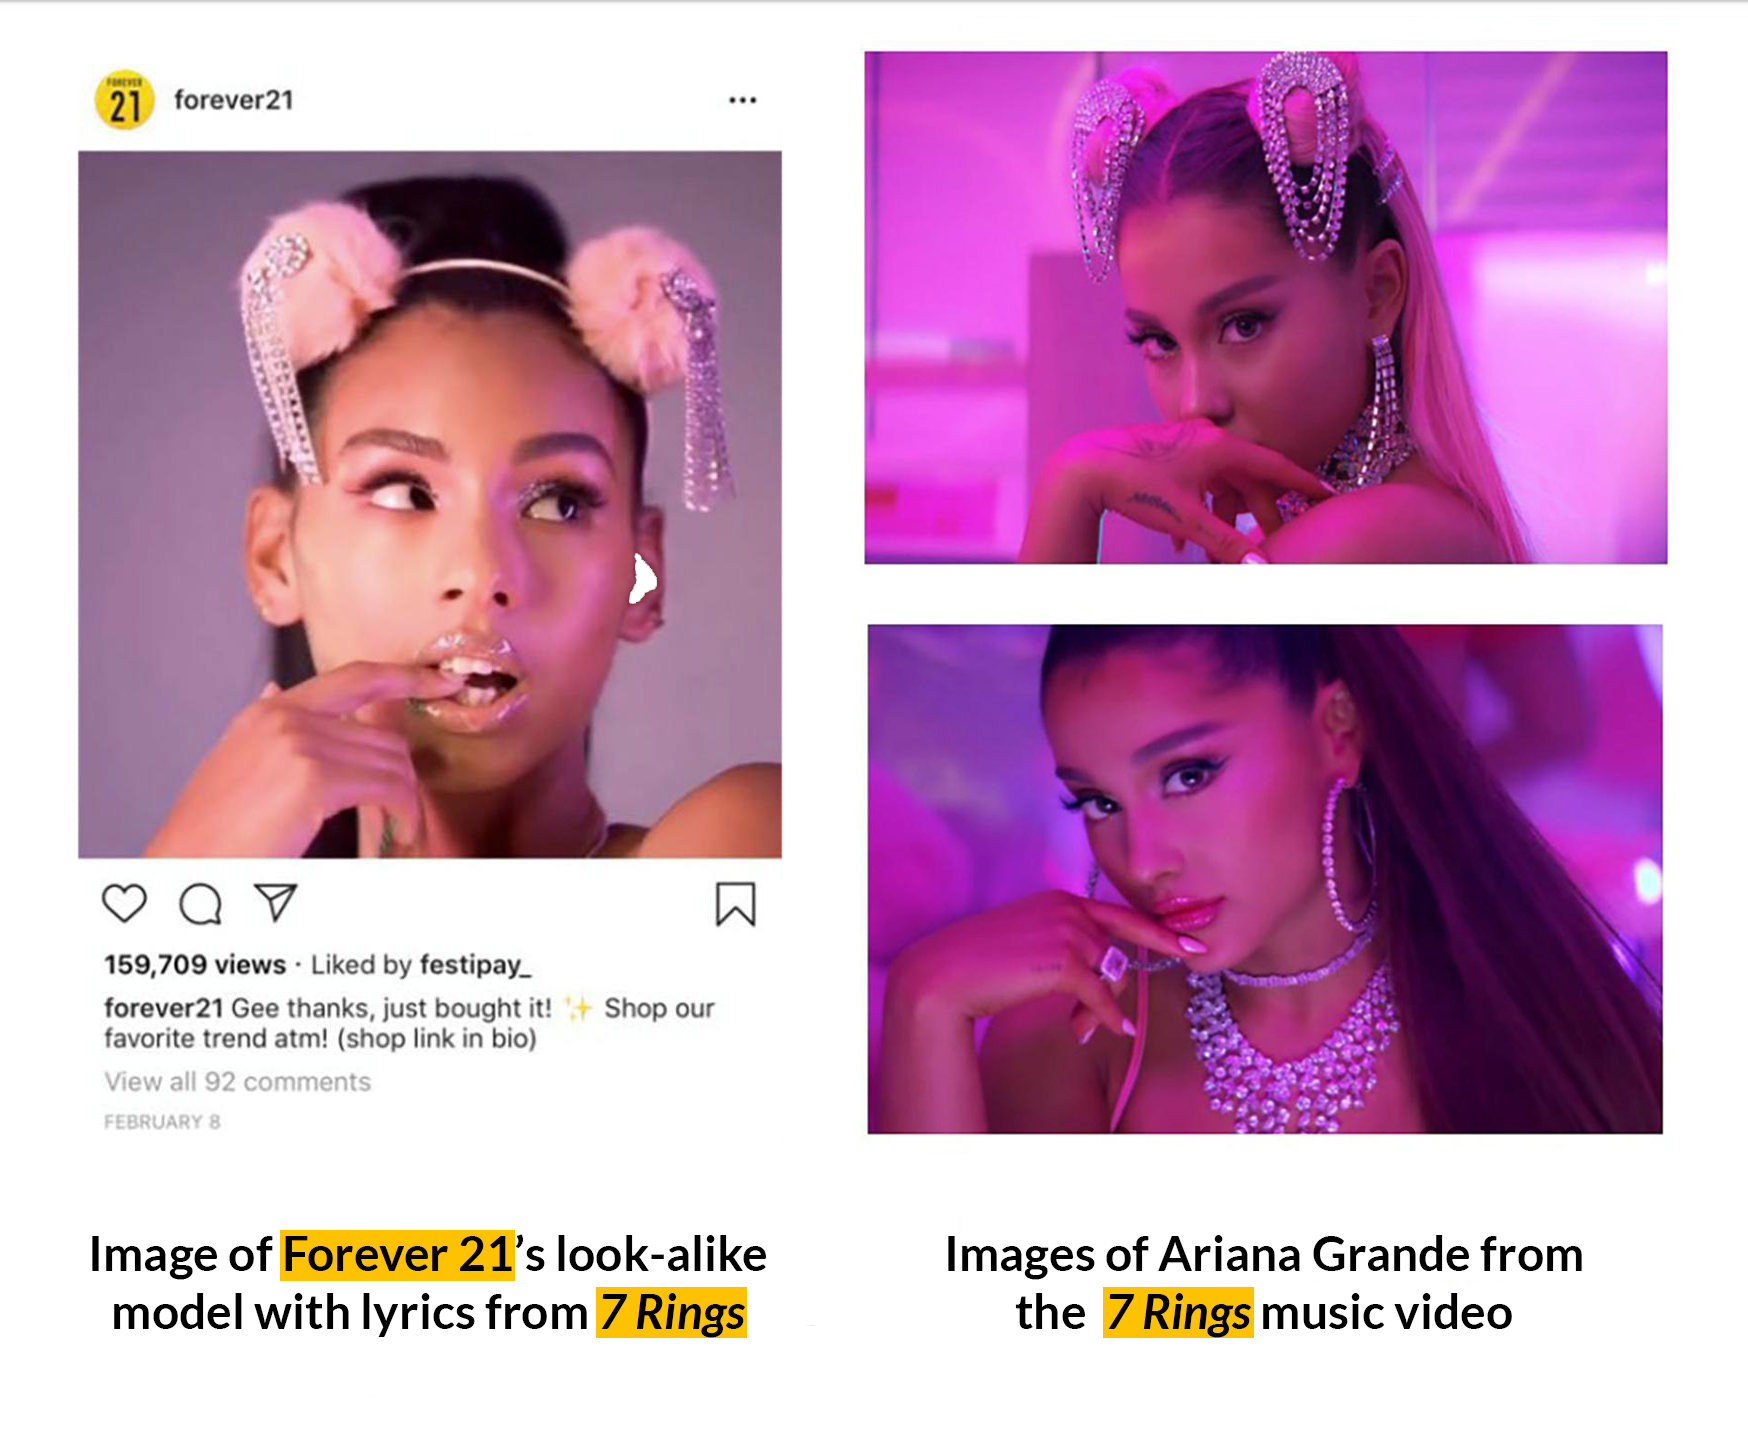 FOREVER
21
forever21
159,709 views · Liked by festipay_
forever21 Gee thanks, just bought it! ✨ Shop our
favorite trend atm! (shop link in bio)
View all 92 comments
FEBRUARY 8
Image of Forever 21’s look-alike
model with lyrics from 7 Rings
Images of Ariana Grande from
the 7 Rings music video